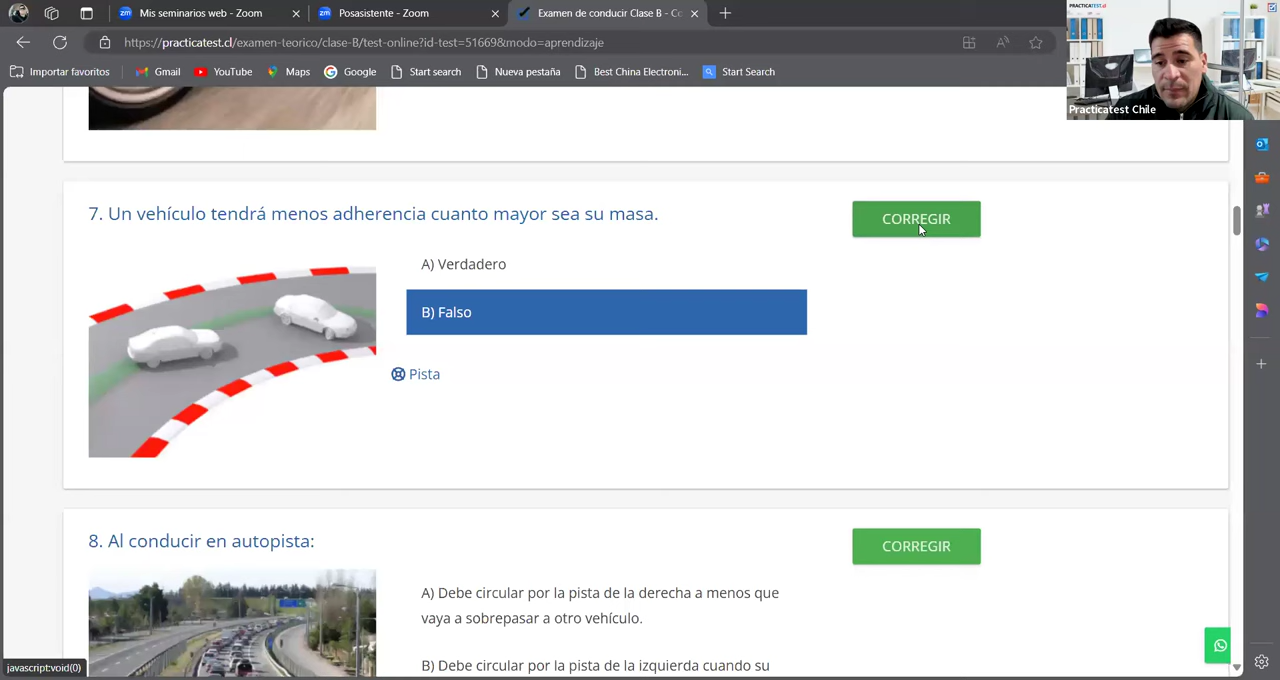 Mis seminarios web - Zoom
Posasistente - Zoom
Examen de conducir Clase B - Co
https://practicatest.cl/examen-teorico/clase-B/test-online?id-test=51669&modo=aprendizaje
Importar favoritos
Gmail
YouTube
Maps
Google
Start search
Nueva pestaña
Best China Electroni...
Start Search
PRACTICATEST.cl
Practicatest Chile
7. Un vehículo tendrá menos adherencia cuanto mayor sea su masa.
CORREGIR
A) Verdadero
B) Falso
Pista
8. Al conducir en autopista:
CORREGIR
A) Debe circular por la pista de la derecha a menos que
vaya a sobrepasar a otro vehículo.
B) Debe circular por la pista de la izquierda cuando su
javascript:void(0)